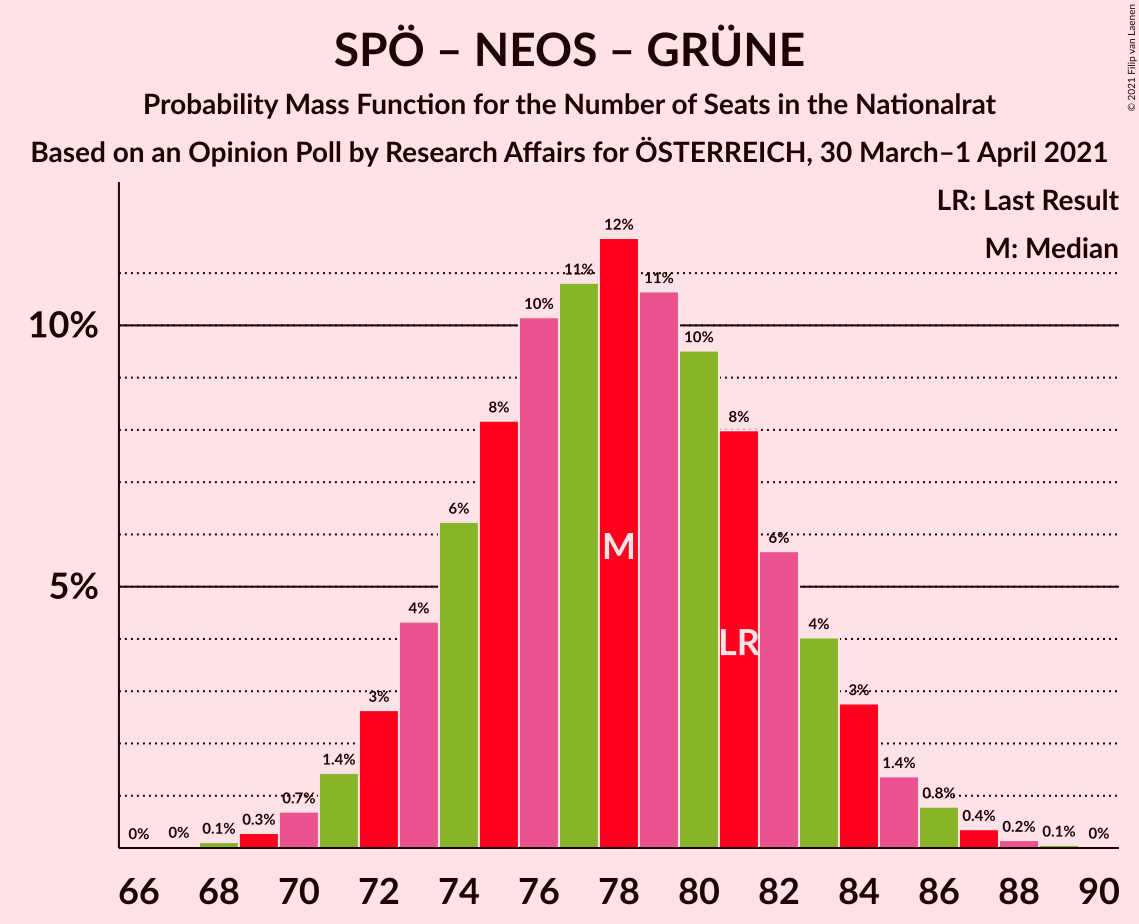 SPÖ – NEOS – GRÜNE
Probability Mass Function for the Number of Seats in the Nationalrat
Based on an Opinion Poll by Research Affairs for ÖSTERREICH, 30 March–1 April 2021
© 2021 Filip van Laenen
LR: Last Result
M: Median
10%
5%
0% 0% 0.1% 0.3% 0.7% 1.4% 3% 4% 6% 8% 10% 11% 12% 11% 10% 8% 6% 4% 3% 1.4% 0.8% 0.4% 0.2% 0.1% 0%
M
LR
66 68 70 72 74 76 78 80 82 84 86 88 90